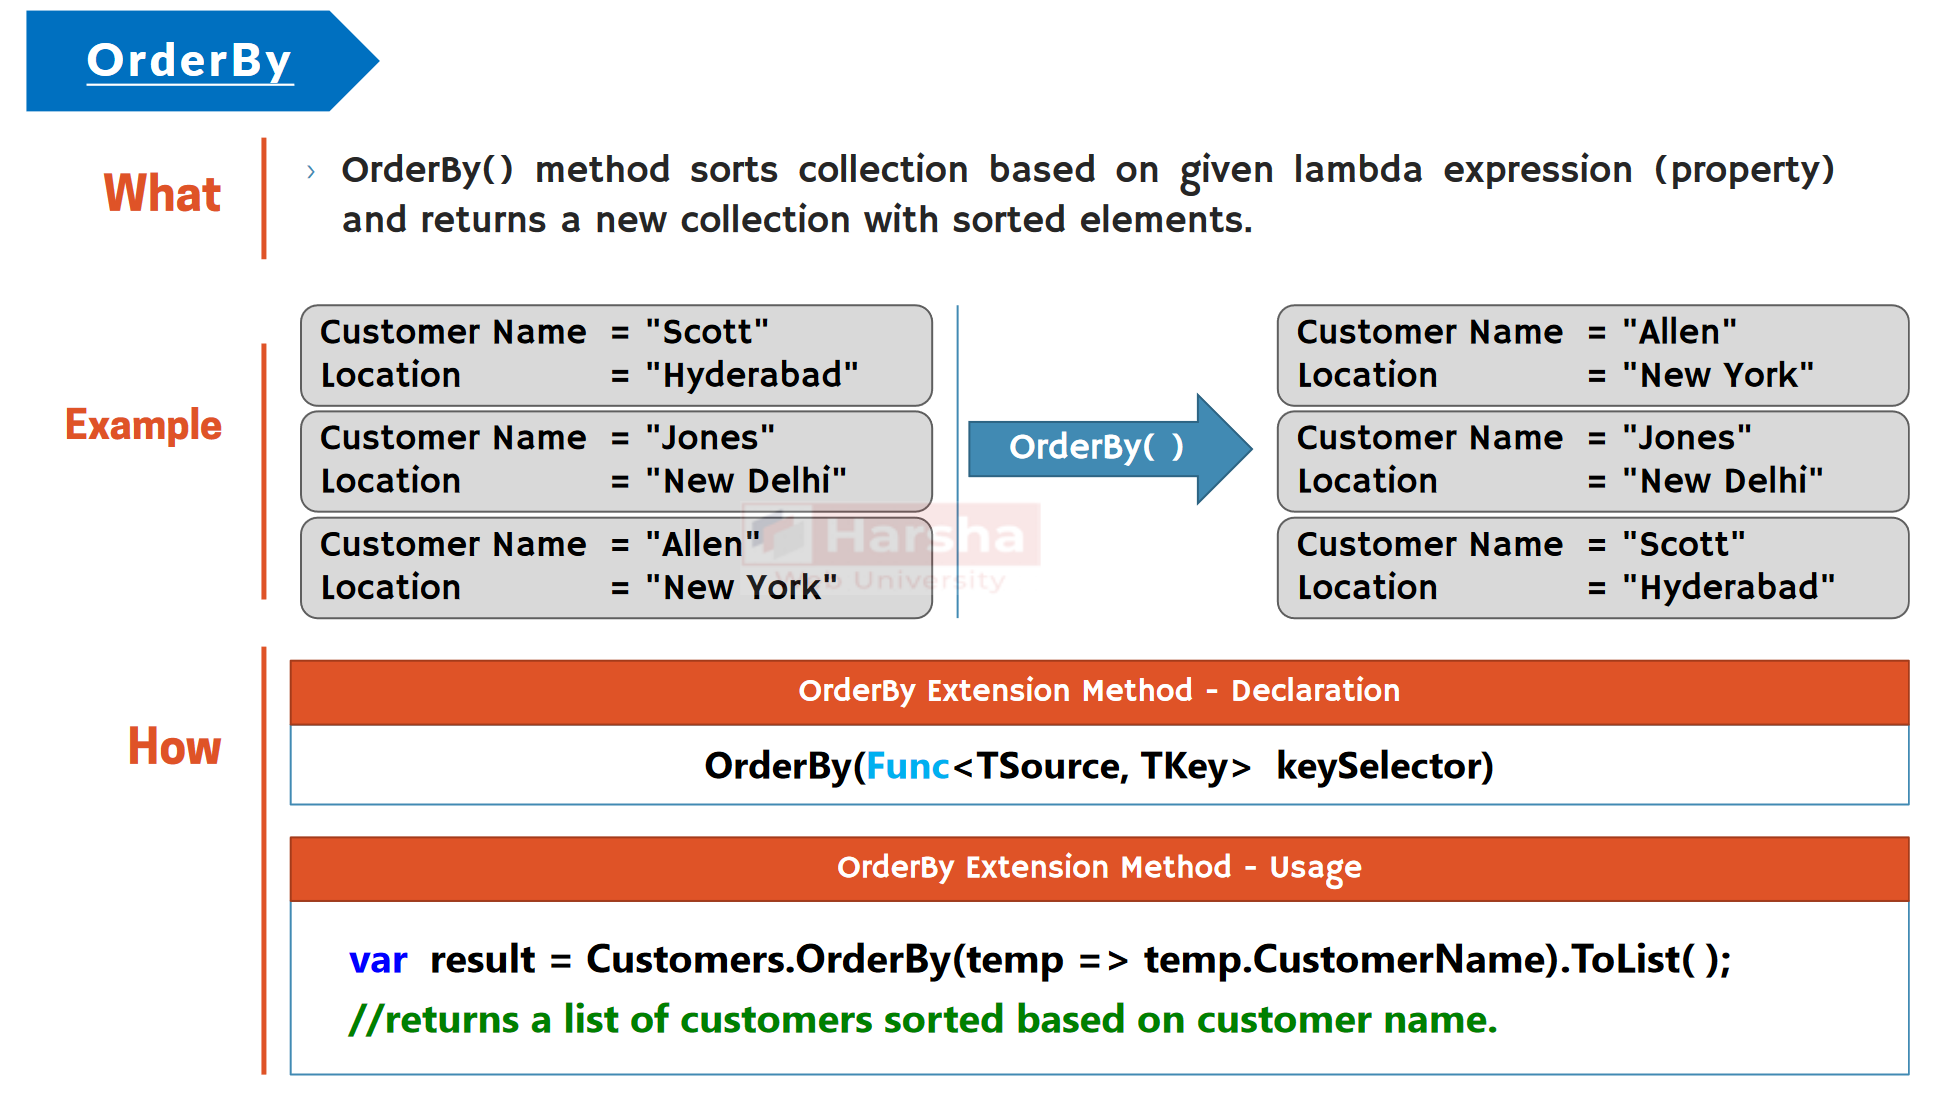 OrderBy
What
› OrderBy() method sorts collection based on given lambda expression (property)
and returns a new collection with sorted elements.
Example
Customer Name = "Scott"
Location = "Hyderabad"
Customer Name = "Jones"
Location = "New Delhi"
Customer Name = "Allen"
Location = "New York"
OrderBy( )
Customer Name = "Allen"
Location = "New York"
Customer Name = "Jones"
Location = "New Delhi"
Customer Name = "Scott"
Location = "Hyderabad"
Harsha
Web University
How
OrderBy Extension Method - Declaration
OrderBy(Func<TSource, TKey> keySelector)
OrderBy Extension Method - Usage
var result = Customers.OrderBy(temp => temp.CustomerName).ToList( );
//returns a list of customers sorted based on customer name.